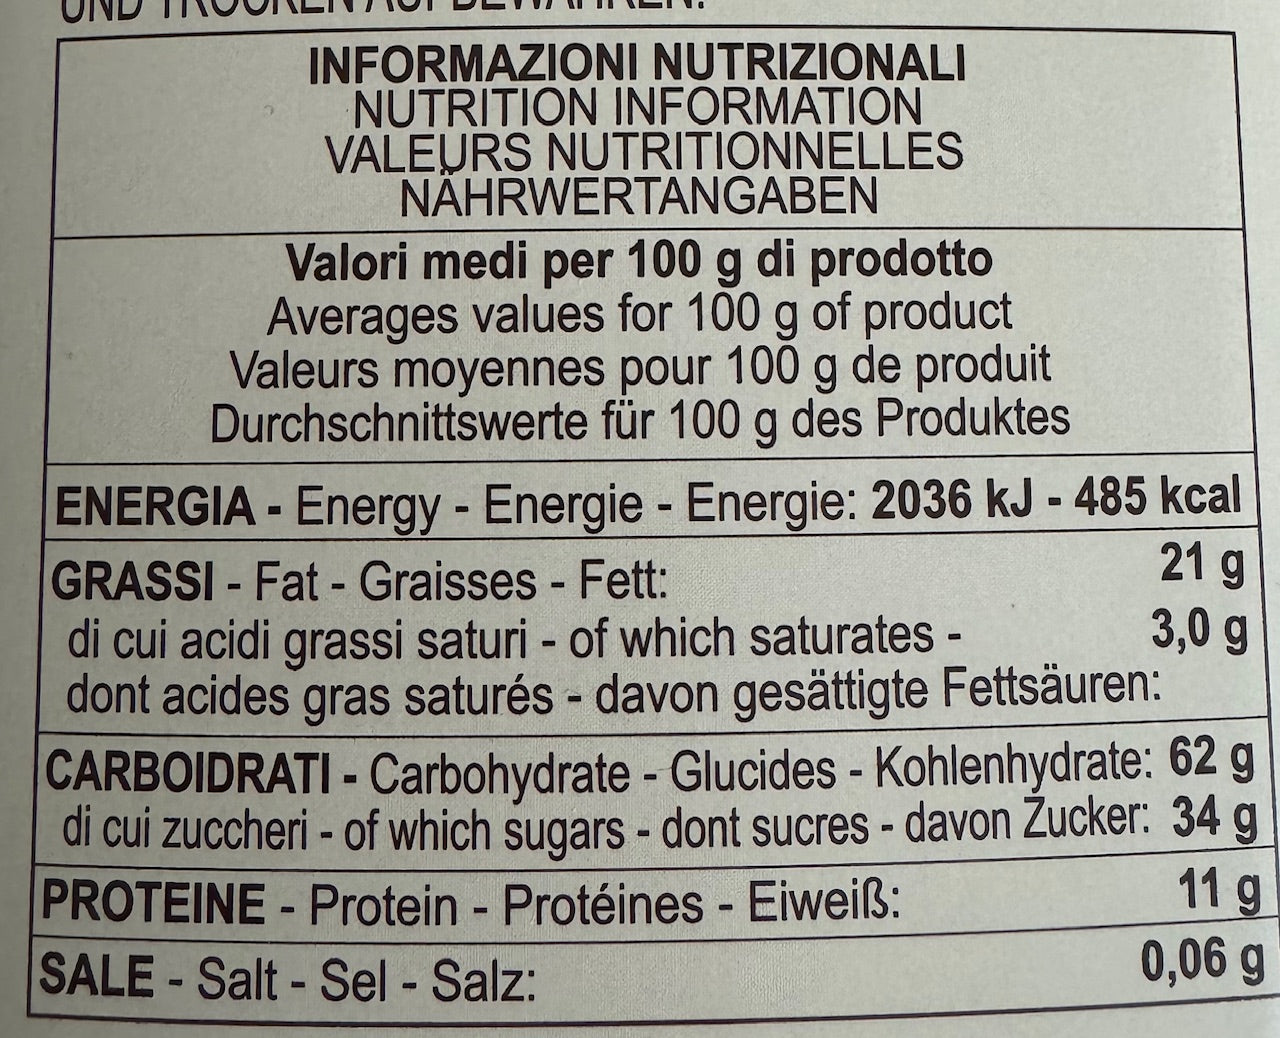 UND TROCKEN AUFBEWAHREN.
INFORMAZIONI NUTRIZIONALI
NUTRITION INFORMATION
VALEURS NUTRITIONNELLES
NÄHRWERTANGABEN
Valori medi per 100 g di prodotto
Averages values for 100 g of product
Valeurs moyennes pour 100 g de produit
Durchschnittswerte für 100 g des Produktes
ENERGIA - Energy - Energie - Energie: 2036 kJ - 485 kcal
GRASSI - Fat - Graisses - Fett: 21 g
di cui acidi grassi saturi - of which saturates - 3,0 g
dont acides gras saturés - davon gesättigte Fettsäuren:
CARBOIDRATI - Carbohydrate - Glucides - Kohlenhydrate: 62 g
di cui zuccheri - of which sugars - dont sucres - davon Zucker: 34 g
PROTEINE - Protein - Protéines - Eiweiß: 11 g
SALE - Salt - Sel - Salz: 0,06 g